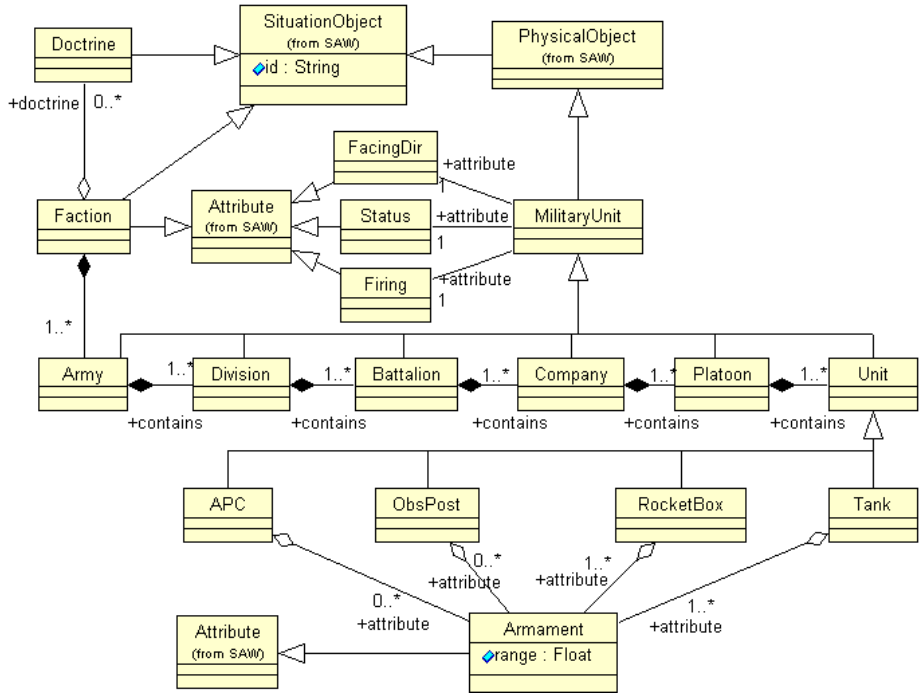 Doctrine
SituationObject
(from SAW)
id : String
PhysicalObject
(from SAW)
+doctrine
0..*
FacingDir
+attribute
1
Faction
Attribute
(from SAW)
Status
+attribute
1
MilitaryUnit
Firing
+attribute
1
1..*
Army
1..*
Division
1..*
Battalion
1..*
Company
1..*
Platoon
1..*
Unit
+contains
+contains
+contains
+contains
+contains
APC
ObsPost
RocketBox
Tank
0..*
+attribute
1..*
+attribute
0..*
+attribute
1..*
+attribute
Attribute
(from SAW)
Armament
range : Float